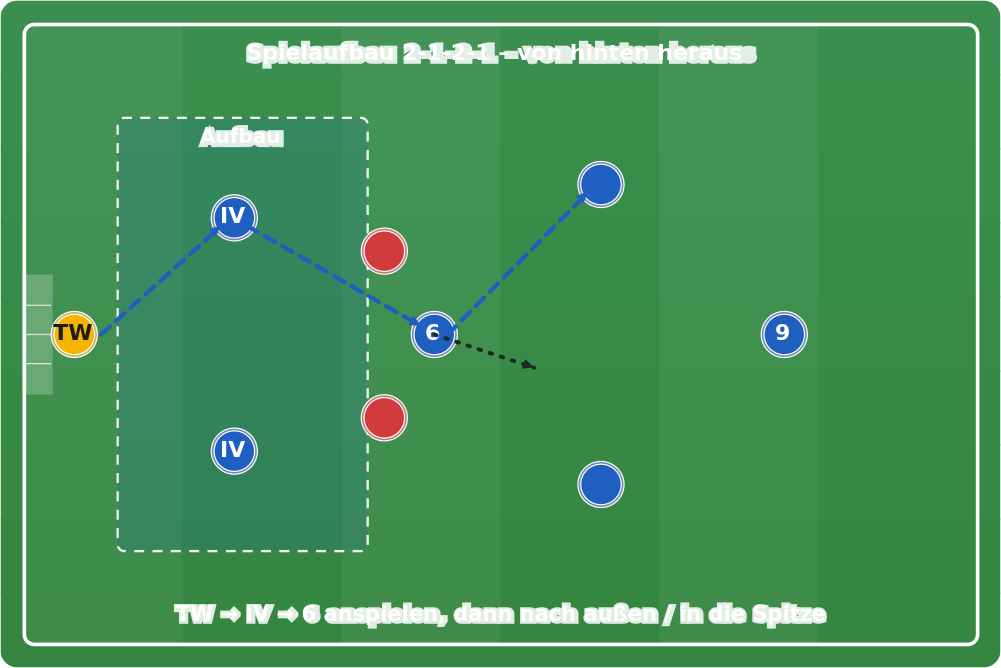 Spielaufbau 2-1-2-1 – von hinten heraus
Aufbau
IV
TW
6
9
IV
TW → IV → 6 anspielen, dann nach außen / in die Spitze